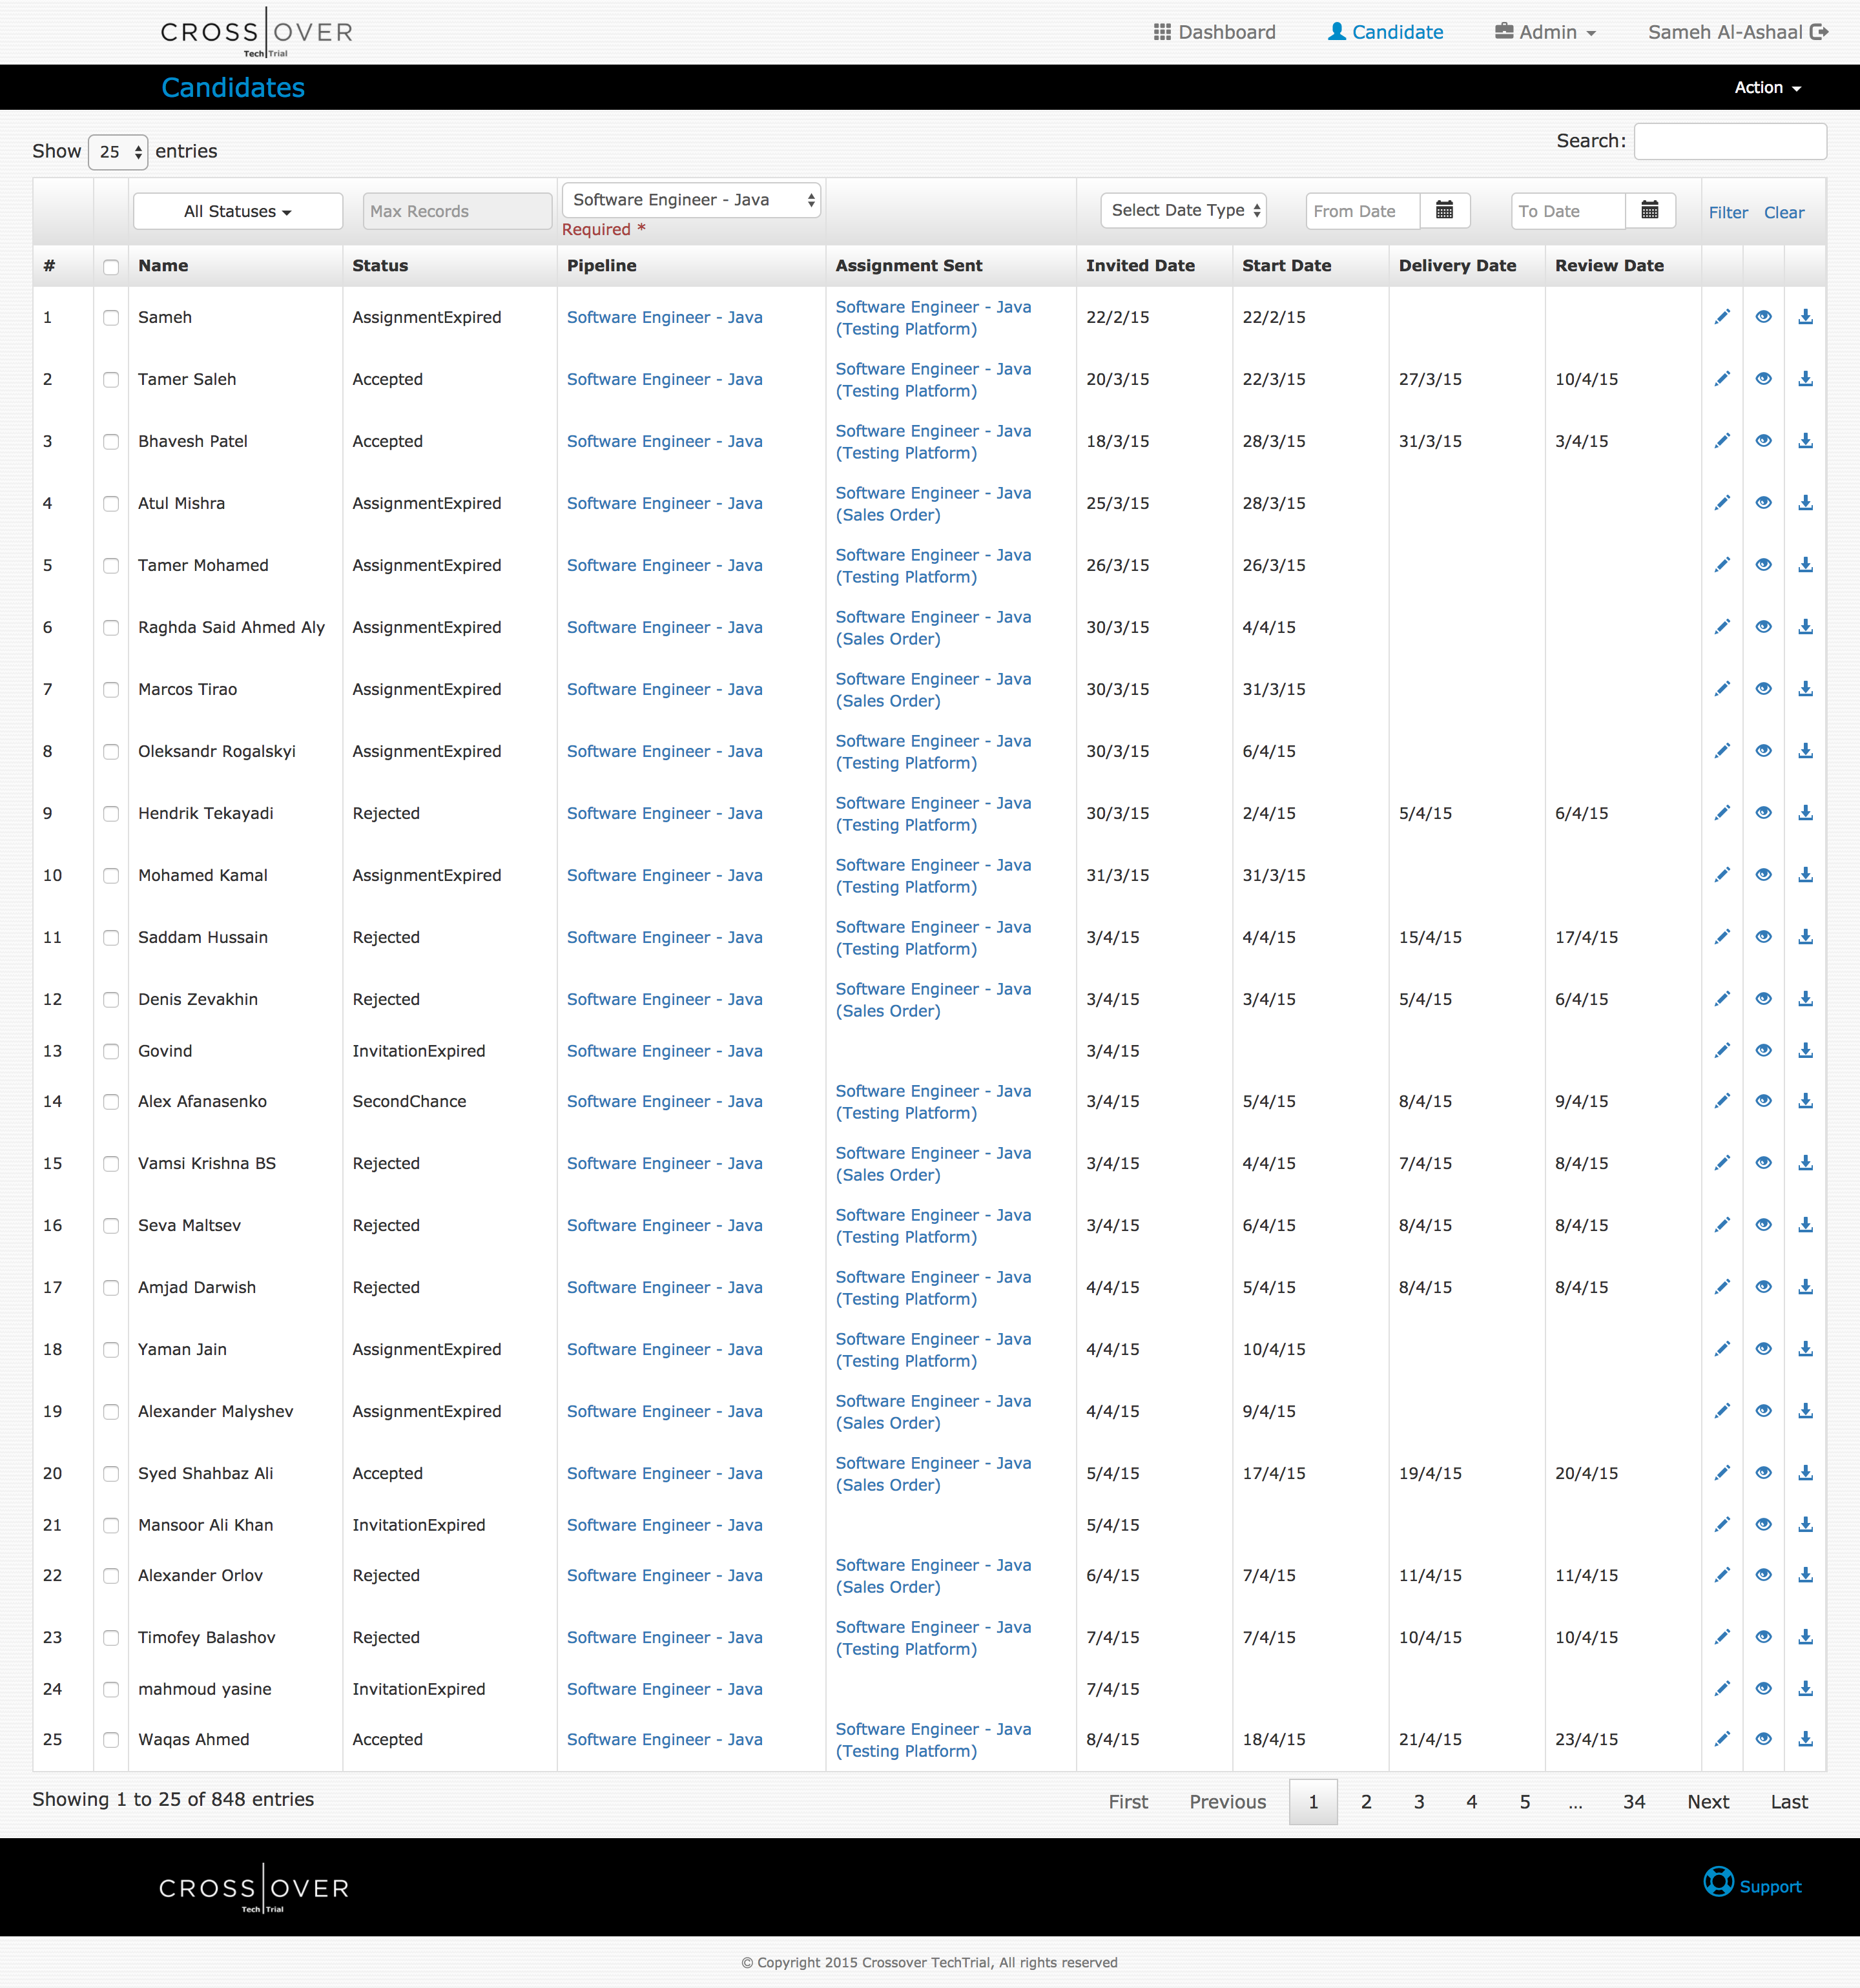 CROSS OVER
Tech Trial
Dashboard Candidate Admin Sameh Al-Ashaal
Candidates Action
Show 25 entries Search:
All Statuses Max Records Software Engineer - Java Select Date Type From Date To Date Filter Clear
Required *
# Name Status Pipeline Assignment Sent Invited Date Start Date Delivery Date Review Date
1 Sameh AssignmentExpired Software Engineer - Java Software Engineer - Java 22/2/15 22/2/15
(Testing Platform)
2 Tamer Saleh Accepted Software Engineer - Java Software Engineer - Java 20/3/15 22/3/15 27/3/15 10/4/15
(Testing Platform)
3 Bhavesh Patel Accepted Software Engineer - Java Software Engineer - Java 18/3/15 28/3/15 31/3/15 3/4/15
(Testing Platform)
4 Atul Mishra AssignmentExpired Software Engineer - Java Software Engineer - Java 25/3/15 28/3/15
(Sales Order)
5 Tamer Mohamed AssignmentExpired Software Engineer - Java Software Engineer - Java 26/3/15 26/3/15
(Testing Platform)
6 Raghda Said Ahmed Aly AssignmentExpired Software Engineer - Java Software Engineer - Java 30/3/15 4/4/15
(Sales Order)
7 Marcos Tirao AssignmentExpired Software Engineer - Java Software Engineer - Java 30/3/15 31/3/15
(Sales Order)
8 Oleksandr Rogalskyi AssignmentExpired Software Engineer - Java Software Engineer - Java 30/3/15 6/4/15
(Testing Platform)
9 Hendrik Tekayadi Rejected Software Engineer - Java Software Engineer - Java 30/3/15 2/4/15 5/4/15 6/4/15
(Testing Platform)
10 Mohamed Kamal AssignmentExpired Software Engineer - Java Software Engineer - Java 31/3/15 31/3/15
(Testing Platform)
11 Saddam Hussain Rejected Software Engineer - Java Software Engineer - Java 3/4/15 4/4/15 15/4/15 17/4/15
(Testing Platform)
12 Denis Zevakhin Rejected Software Engineer - Java Software Engineer - Java 3/4/15 3/4/15 5/4/15 6/4/15
(Sales Order)
13 Govind InvitationExpired Software Engineer - Java 3/4/15
14 Alex Afanasenko SecondChance Software Engineer - Java Software Engineer - Java 3/4/15 5/4/15 8/4/15 9/4/15
(Testing Platform)
15 Vamsi Krishna BS Rejected Software Engineer - Java Software Engineer - Java 3/4/15 4/4/15 7/4/15 8/4/15
(Sales Order)
16 Seva Maltsev Rejected Software Engineer - Java Software Engineer - Java 3/4/15 6/4/15 8/4/15 8/4/15
(Testing Platform)
17 Amjad Darwish Rejected Software Engineer - Java Software Engineer - Java 4/4/15 5/4/15 8/4/15 8/4/15
(Testing Platform)
18 Yaman Jain AssignmentExpired Software Engineer - Java Software Engineer - Java 4/4/15 10/4/15
(Testing Platform)
19 Alexander Malyshev AssignmentExpired Software Engineer - Java Software Engineer - Java 4/4/15 9/4/15
(Sales Order)
20 Syed Shahbaz Ali Accepted Software Engineer - Java Software Engineer - Java 5/4/15 17/4/15 19/4/15 20/4/15
(Sales Order)
21 Mansoor Ali Khan InvitationExpired Software Engineer - Java 5/4/15
22 Alexander Orlov Rejected Software Engineer - Java Software Engineer - Java 6/4/15 7/4/15 11/4/15 11/4/15
(Sales Order)
23 Timofey Balashov Rejected Software Engineer - Java Software Engineer - Java 7/4/15 7/4/15 10/4/15 10/4/15
(Testing Platform)
24 mahmoud yasine InvitationExpired Software Engineer - Java 7/4/15
25 Waqas Ahmed Accepted Software Engineer - Java Software Engineer - Java 8/4/15 18/4/15 21/4/15 23/4/15
(Testing Platform)
Showing 1 to 25 of 848 entries First Previous 1 2 3 4 5 ... 34 Next Last
CROSS OVER
Tech Trial
Support
© Copyright 2015 Crossover TechTrial, All rights reserved